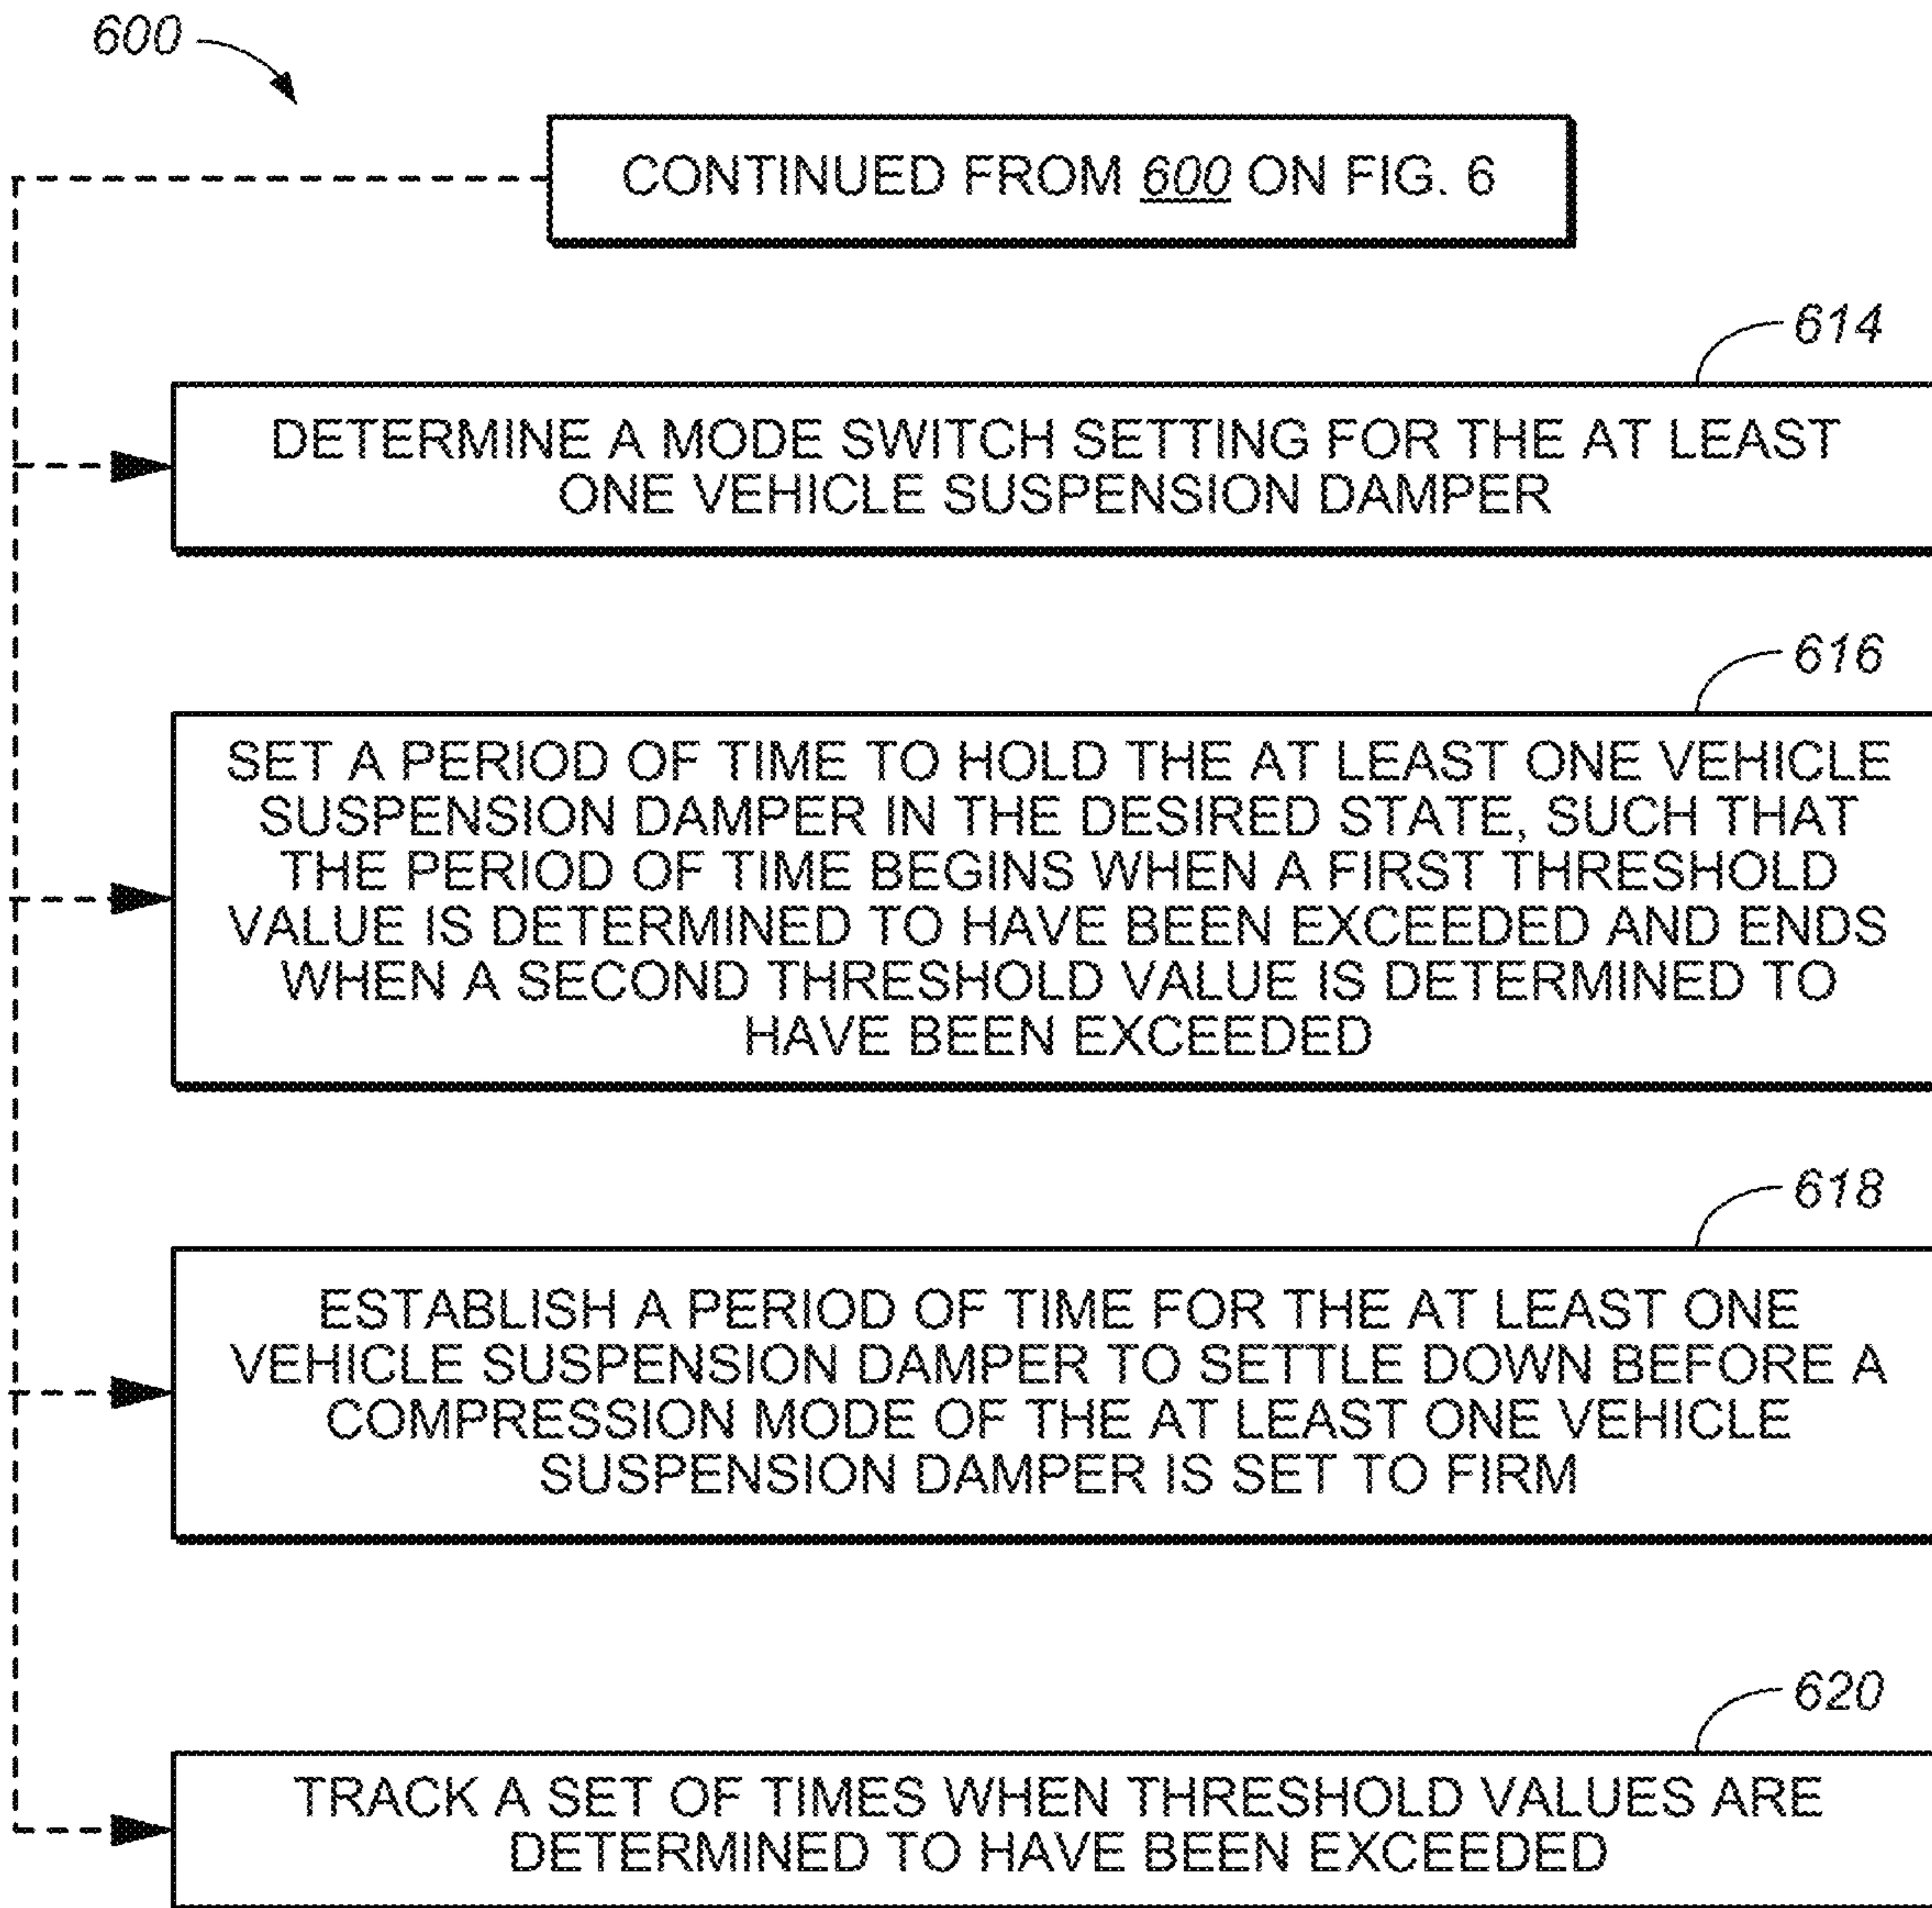 600
CONTINUED FROM 600 ON FIG. 6
614
DETERMINE A MODE SWITCH SETTING FOR THE AT LEAST
ONE VEHICLE SUSPENSION DAMPER
616
SET A PERIOD OF TIME TO HOLD THE AT LEAST ONE VEHICLE
SUSPENSION DAMPER IN THE DESIRED STATE, SUCH THAT
THE PERIOD OF TIME BEGINS WHEN A FIRST THRESHOLD
VALUE IS DETERMINED TO HAVE BEEN EXCEEDED AND ENDS
WHEN A SECOND THRESHOLD VALUE IS DETERMINED TO
HAVE BEEN EXCEEDED
618
ESTABLISH A PERIOD OF TIME FOR THE AT LEAST ONE
VEHICLE SUSPENSION DAMPER TO SETTLE DOWN BEFORE A
COMPRESSION MODE OF THE AT LEAST ONE VEHICLE
SUSPENSION DAMPER IS SET TO FIRM
620
TRACK A SET OF TIMES WHEN THRESHOLD VALUES ARE
DETERMINED TO HAVE BEEN EXCEEDED